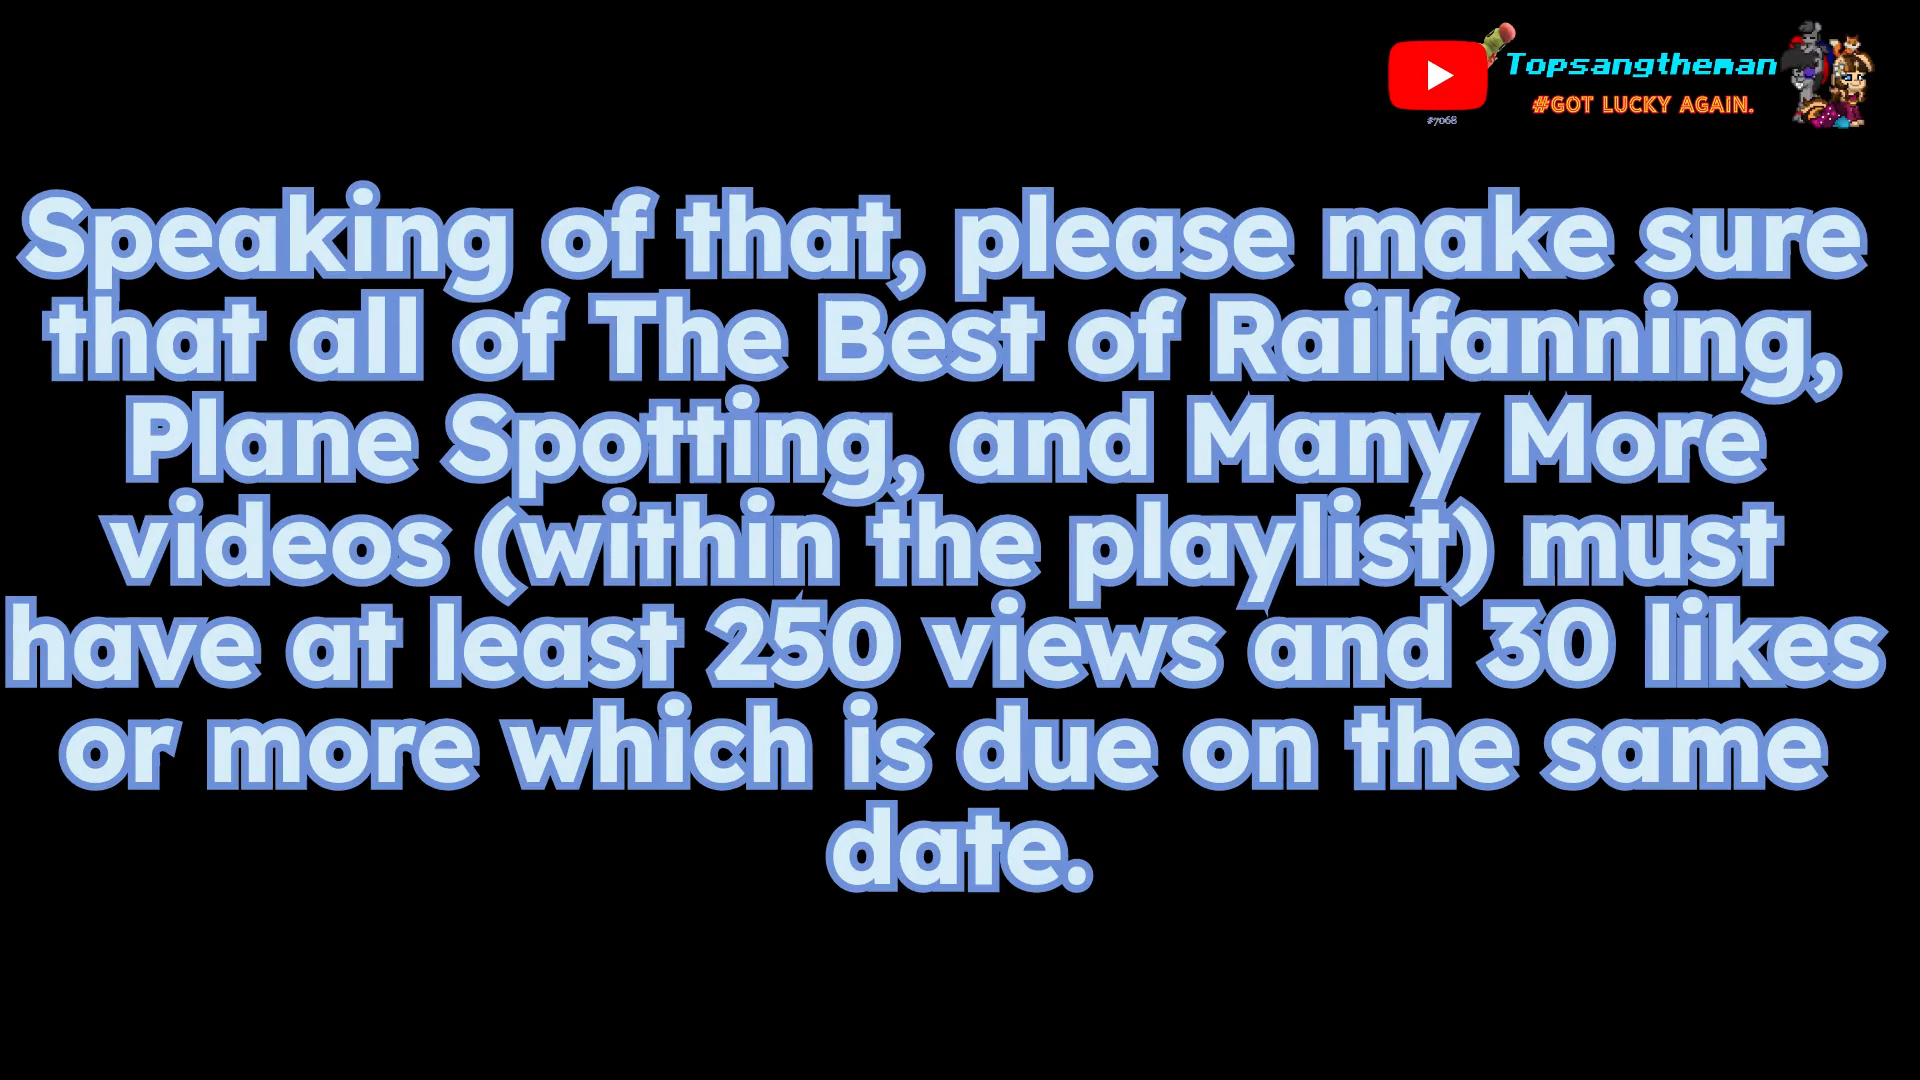 Topsangtheman
#GOT LUCKY AGAIN.
#7068
Speaking of that, please make sure
that all of The Best of Railfanning,
Plane Spotting, and Many More
videos (within the playlist) must
have at least 250 views and 30 likes
or more which is due on the same
date.